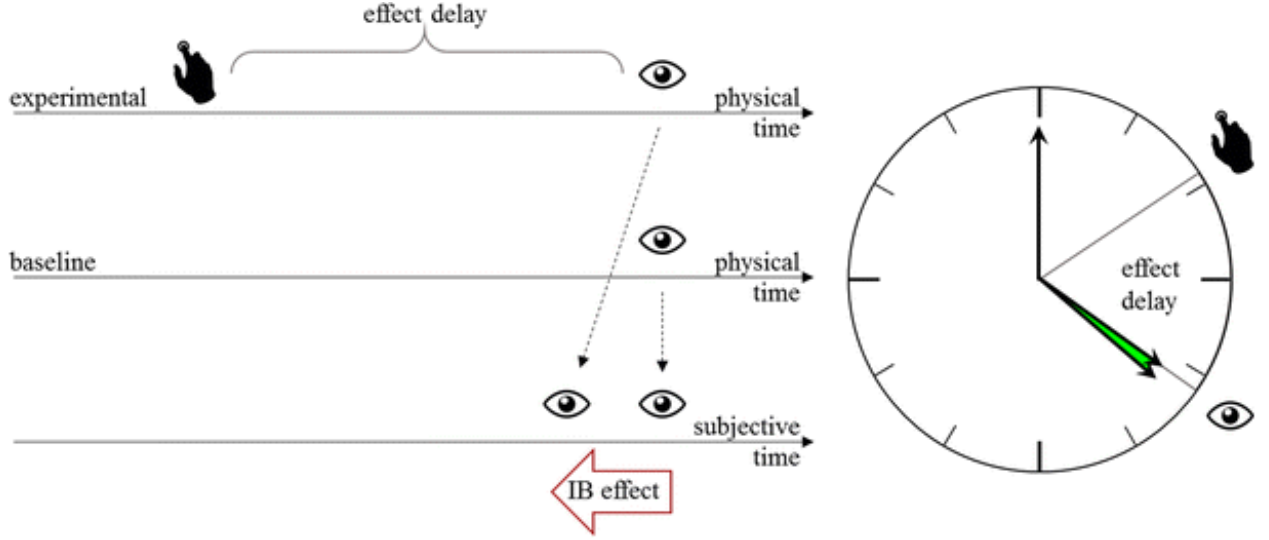 effect delay
experimental
physical
time
baseline
physical
time
subjective
time
IB effect
effect
delay